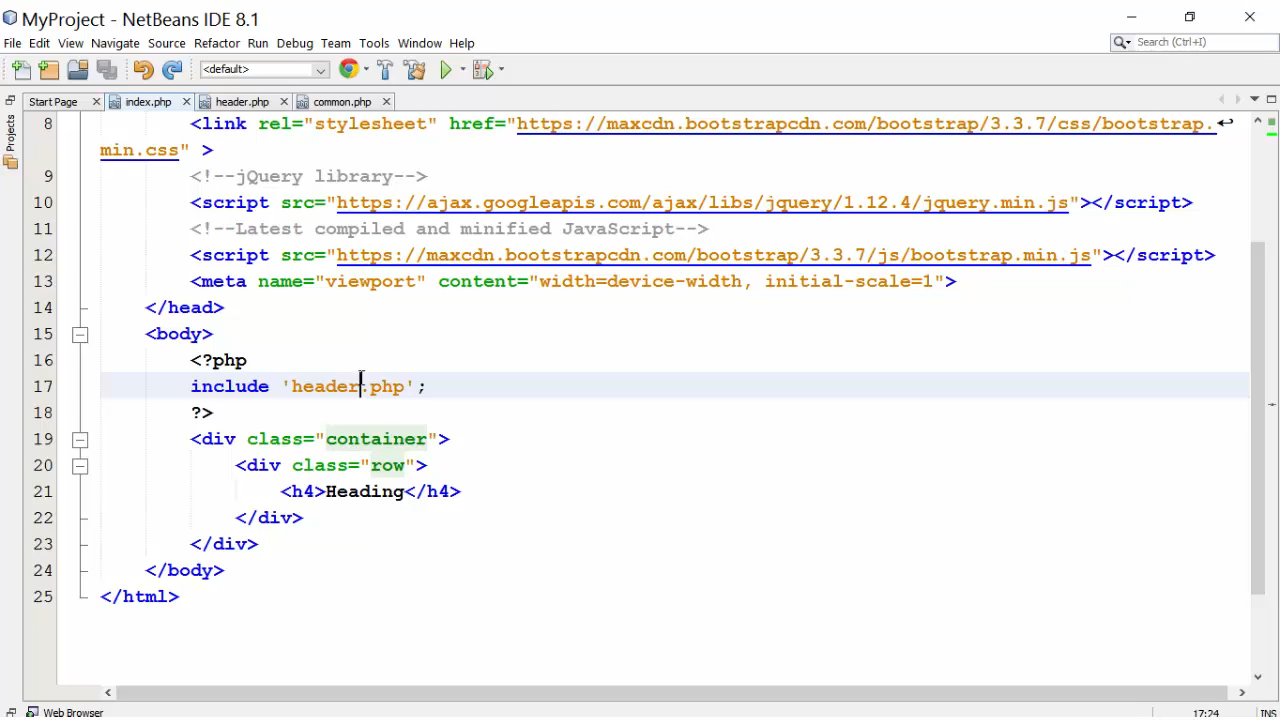 MyProject - NetBeans IDE 8.1
File Edit View Navigate Source Refactor Run Debug Team Tools Window Help
Search (Ctrl+I)
<default>
Start Page index.php header.php common.php
Projects
8 <link rel="stylesheet" href="https://maxcdn.bootstrapcdn.com/bootstrap/3.3.7/css/bootstrap.
min.css" >
9 <!--jQuery library-->
10 <script src="https://ajax.googleapis.com/ajax/libs/jquery/1.12.4/jquery.min.js"></script>
11 <!--Latest compiled and minified JavaScript-->
12 <script src="https://maxcdn.bootstrapcdn.com/bootstrap/3.3.7/js/bootstrap.min.js"></script>
13 <meta name="viewport" content="width=device-width, initial-scale=1">
14 </head>
15 <body>
16 <?php
17 include 'header.php';
18 ?>
19 <div class="container">
20 <div class="row">
21 <h4>Heading</h4>
22 </div>
23 </div>
24 </body>
25 </html>
Web Browser
17:24 INS